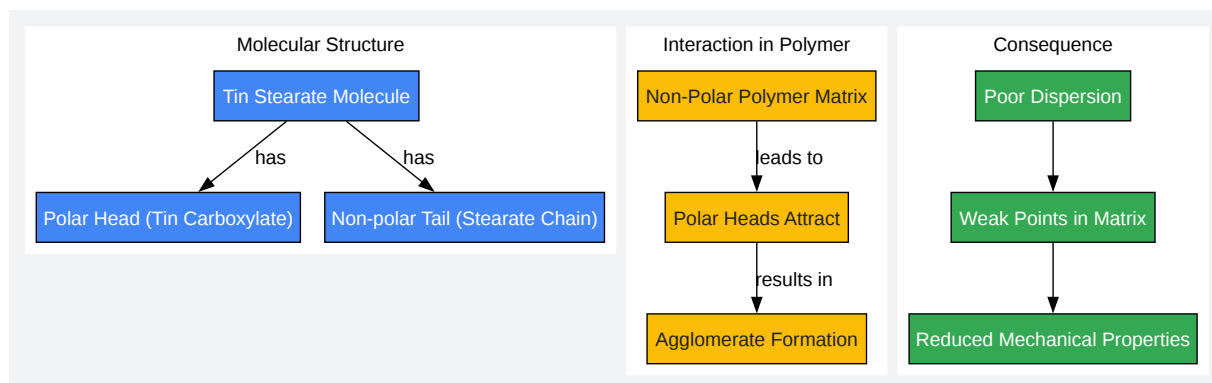 Molecular Structure
Tin Stearate Molecule
has
has
Polar Head (Tin Carboxylate)
Non-polar Tail (Stearate Chain)
Interaction in Polymer
Non-Polar Polymer Matrix
leads to
Polar Heads Attract
results in
Agglomerate Formation
Consequence
Poor Dispersion
Weak Points in Matrix
Reduced Mechanical Properties